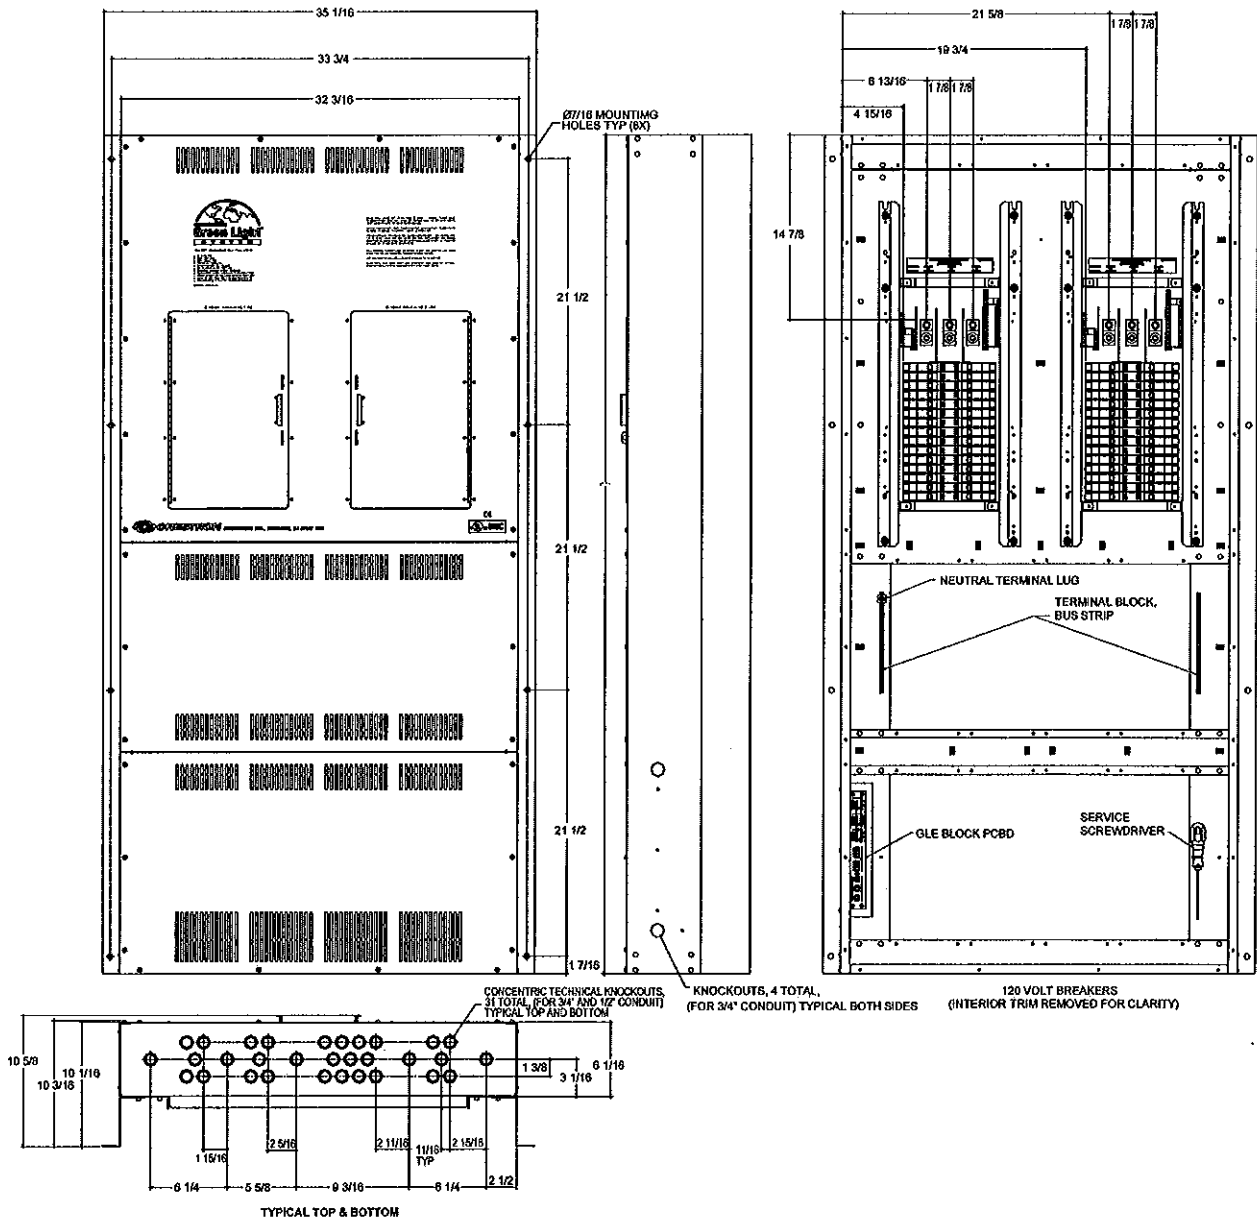 35 1/16
33 3/4
32 3/16
Ø7/16 MOUNTIMG
HOLES TYP (8X)
Green Light
21 1/2
21 1/2
21 1/2
1 7/16
21 5/8
1 7/8
1 7/8
19 3/4
6 13/16
1 7/8
1 7/8
4 15/16
14 7/8
NEUTRAL TERMINAL LUG
TERMINAL BLOCK,
BUS STRIP
GLE BLOCK PCBD
SERVICE
SCREWDRIVER
120 VOLT BREAKERS
(INTERIOR TRIM REMOVED FOR CLARITY)
KNOCKOUTS, 4 TOTAL,
(FOR 3/4" CONDUIT) TYPICAL BOTH SIDES
CONCENTRIC TECHNICAL KNOCKOUTS,
31 TOTAL, (FOR 3/4" AND 1/2" CONDUIT)
TYPICAL TOP AND BOTTOM
10 5/8
10 3/16
10 1/16
1 3/8
3 1/16
6 1/16
1 15/16
2 5/16
2 11/16
11/16
TYP
2 15/16
6 1/4
5 5/8
9 3/16
6 1/4
2 1/2
TYPICAL TOP & BOTTOM